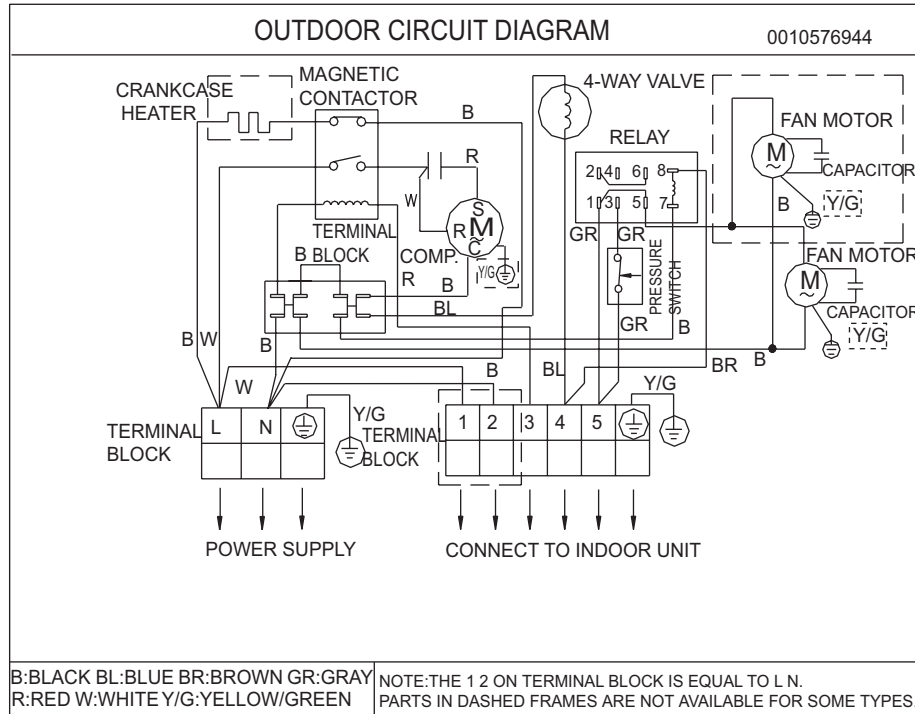 OUTDOOR CIRCUIT DIAGRAM
0010576944
CRANKCASE
HEATER
MAGNETIC
CONTACTOR
B
4-WAY VALVE
FAN MOTOR
M
CAPACITOR
Y/G
B
RELAY
2 4 6 8
1 3 5 7
GR GR
R
W
S
R M
C
COMP.
Y/G
TERMINAL
BLOCK
B
R
B
BL
PRESSURE
SWITCH
GR
B
FAN MOTOR
M
CAPACITOR
Y/G
B W
B
B
BL
BR
B
W
Y/G
Y/G
TERMINAL
BLOCK
L N
TERMINAL
BLOCK
1 2 3 4 5
POWER SUPPLY
CONNECT TO INDOOR UNIT
B:BLACK BL:BLUE BR:BROWN GR:GRAY
R:RED W:WHITE Y/G:YELLOW/GREEN
NOTE:THE 1 2 ON TERMINAL BLOCK IS EQUAL TO L N.
PARTS IN DASHED FRAMES ARE NOT AVAILABLE FOR SOME TYPES.